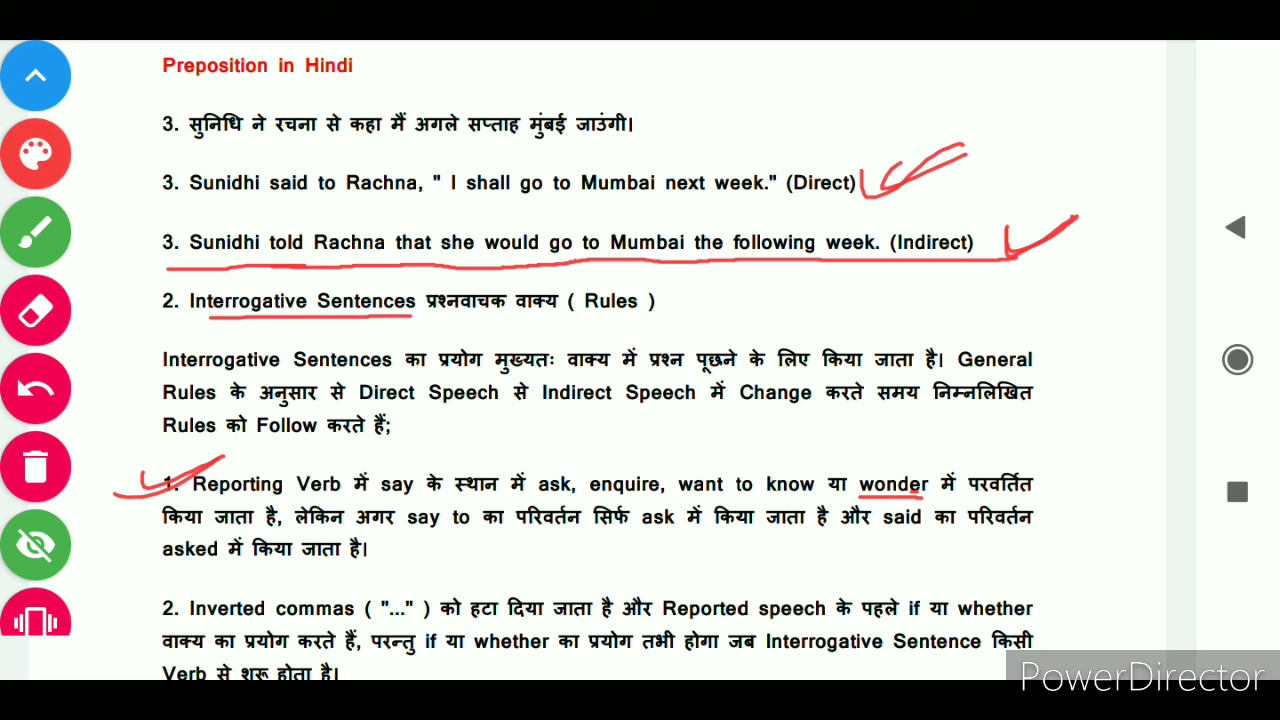 Preposition in Hindi
3. सुनिधि ने रचना से कहा मैं अगले सप्ताह मुंबई जाउंगी।
3. Sunidhi said to Rachna, " I shall go to Mumbai next week." (Direct)
3. Sunidhi told Rachna that she would go to Mumbai the following week. (Indirect)
2. Interrogative Sentences प्रश्नवाचक वाक्य ( Rules )
Interrogative Sentences का प्रयोग मुख्यतः वाक्य में प्रश्न पूछने के लिए किया जाता है। General
Rules के अनुसार से Direct Speech से Indirect Speech में Change करते समय निम्नलिखित
Rules को Follow करते हैं;
1. Reporting Verb में say के स्थान में ask, enquire, want to know या wonder में परवर्तित
किया जाता है, लेकिन अगर say to का परिवर्तन सिर्फ ask में किया जाता है और said का परिवर्तन
asked में किया जाता है।
2. Inverted commas ( "..." ) को हटा दिया जाता है और Reported speech के पहले if या whether
वाक्य का प्रयोग करते हैं, परन्तु if या whether का प्रयोग तभी होगा जब Interrogative Sentence किसी
Verb से शुरू होता है।
PowerDirector